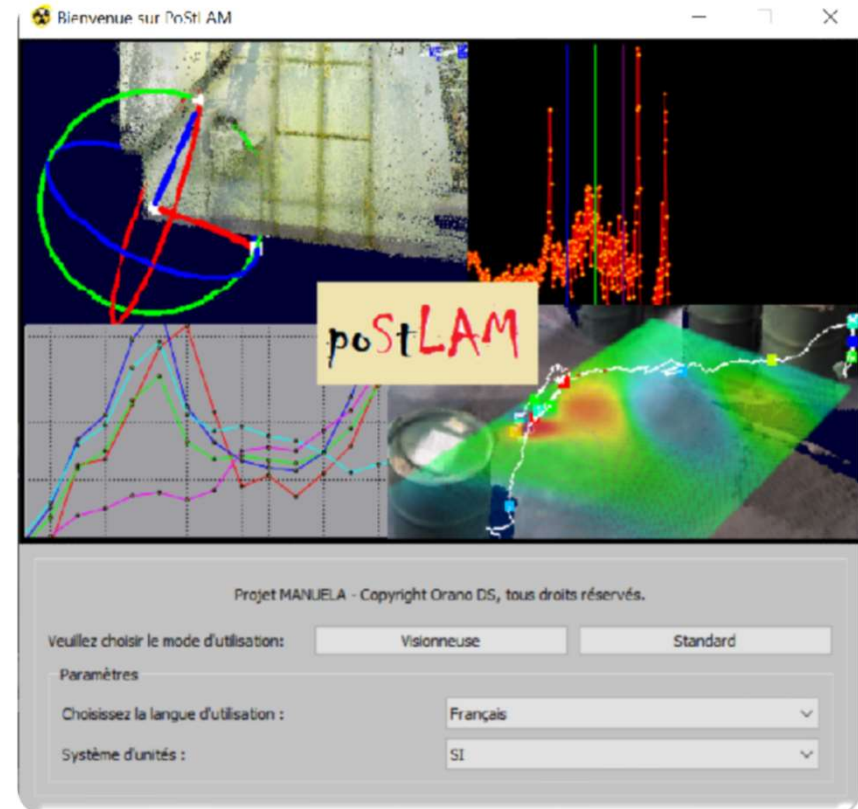 Bienvenue sur PoStLAM
poStLAM
Projet MANUELA - Copyright Orano DS, tous droits réservés.
Veuillez choisir le mode d'utilisation: Visionneuse Standard
Paramètres
Choisissez la langue d'utilisation : Français
Système d'unités : SI